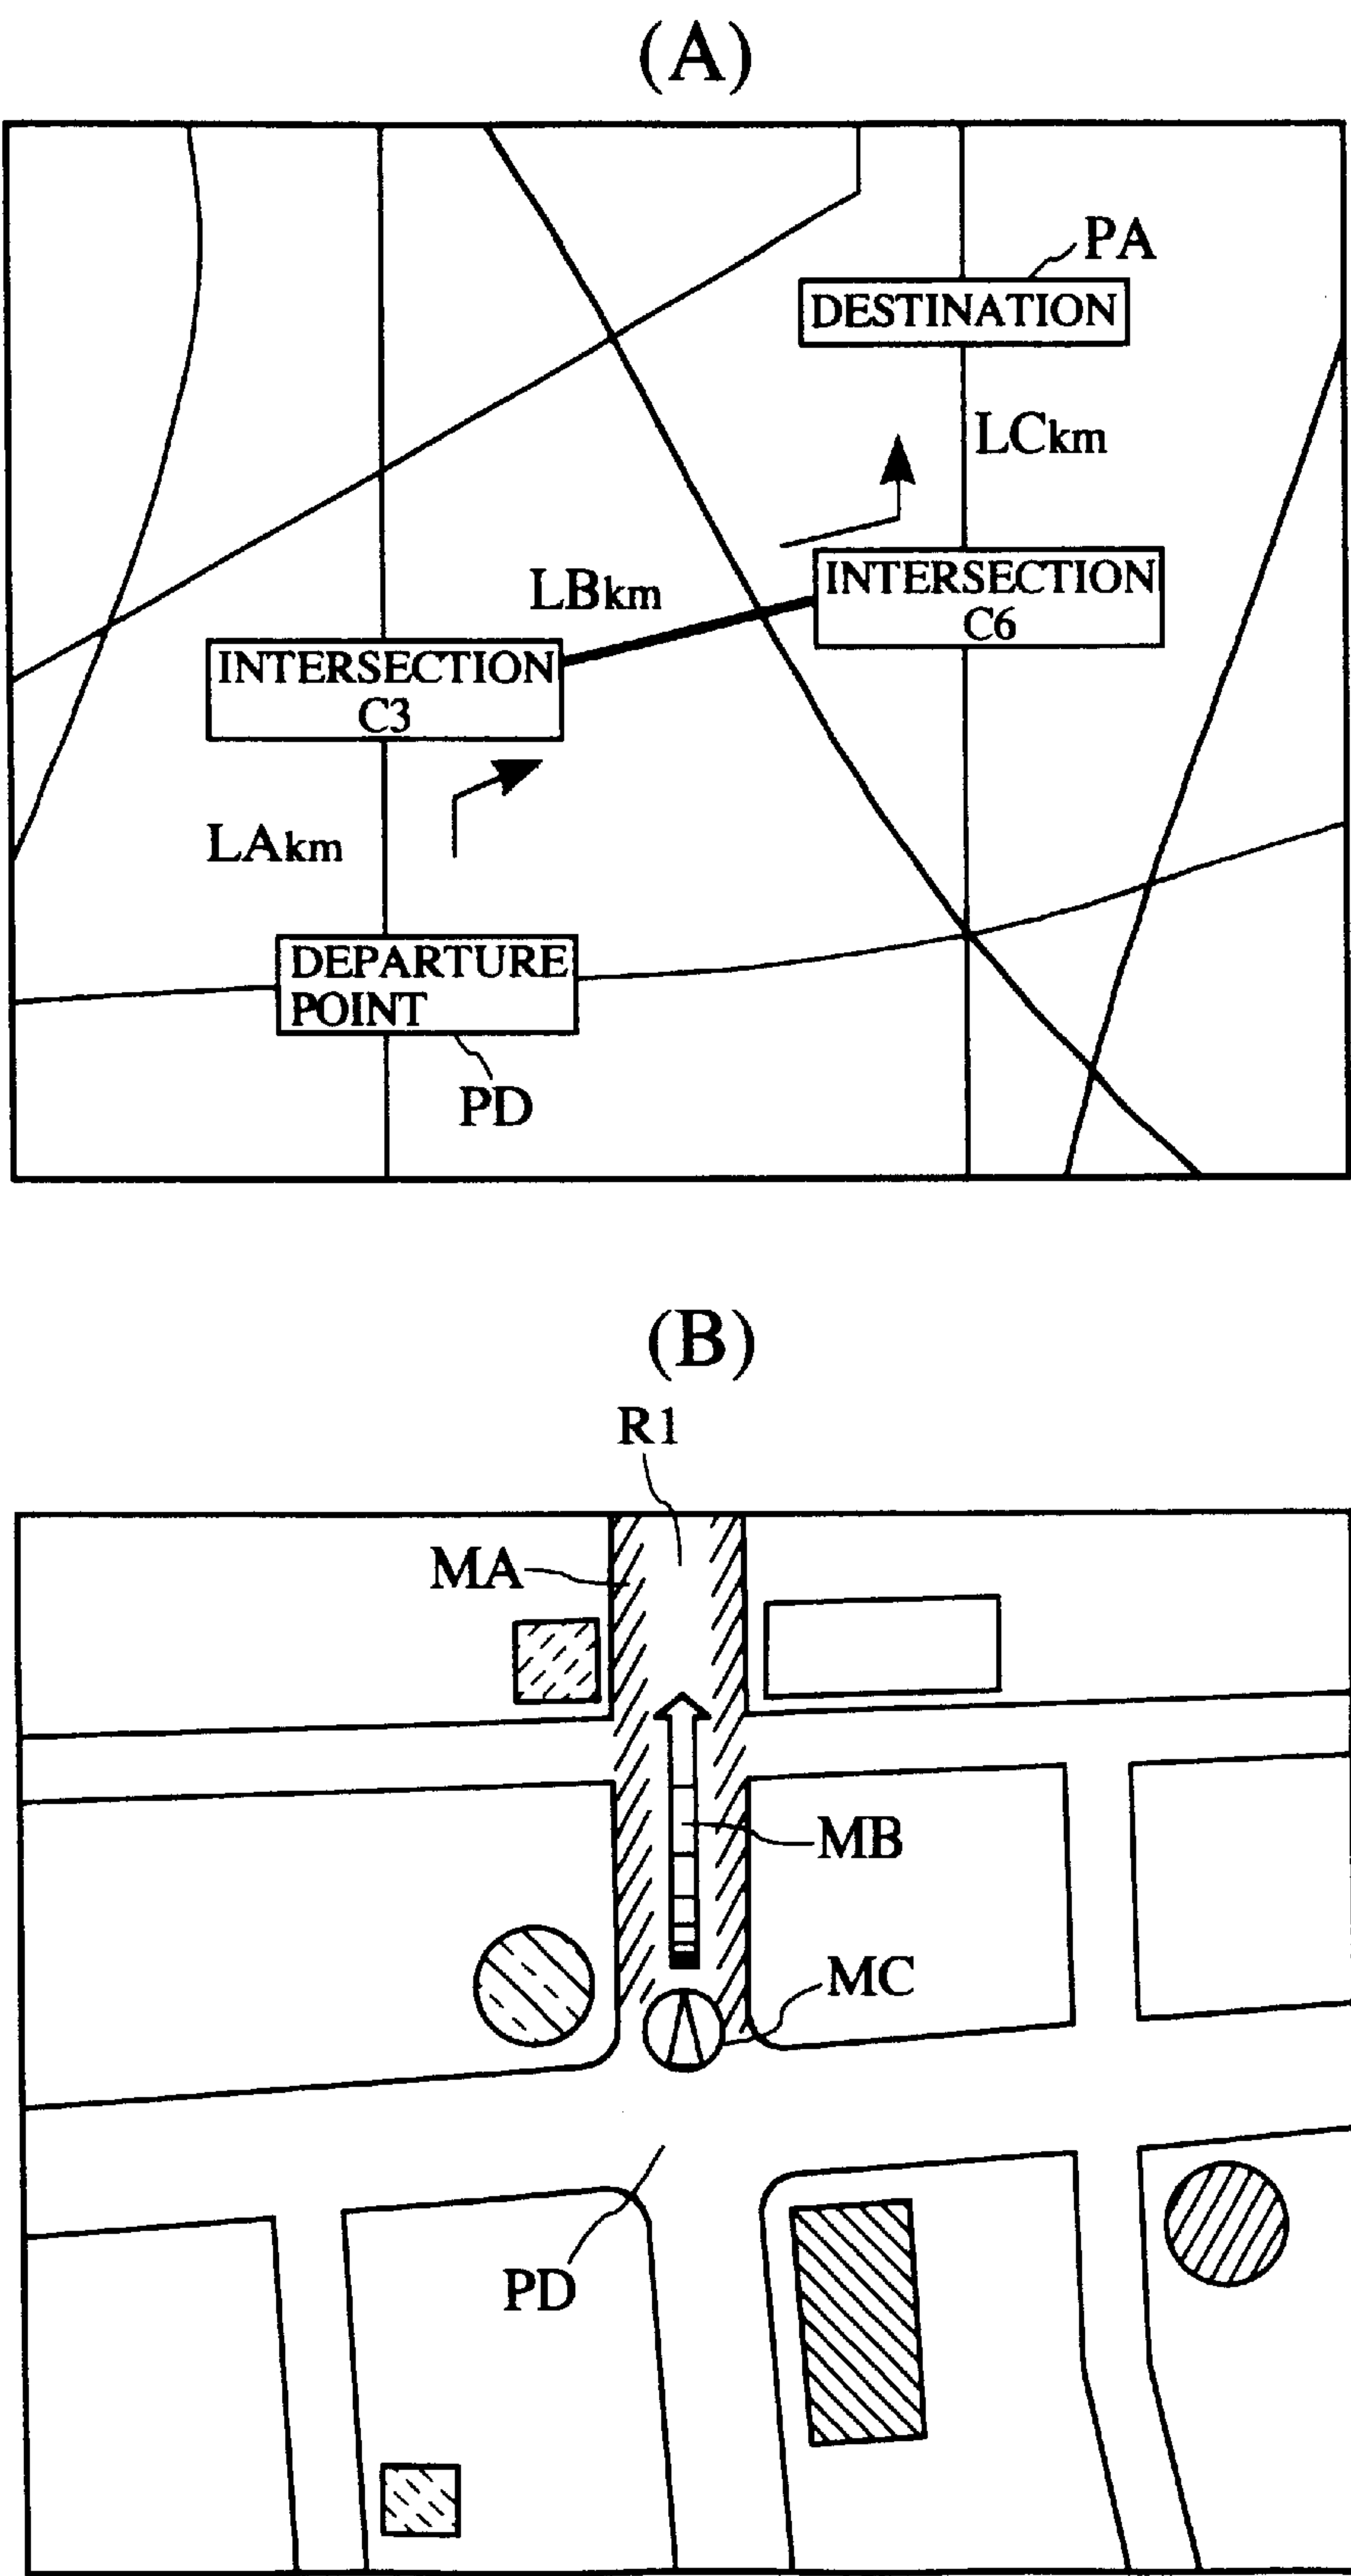 (A)
PA
DESTINATION
LCkm
LBkm
INTERSECTION
C6
INTERSECTION
C3
LAkm
DEPARTURE
POINT
PD
(B)
R1
MA
MB
MC
PD